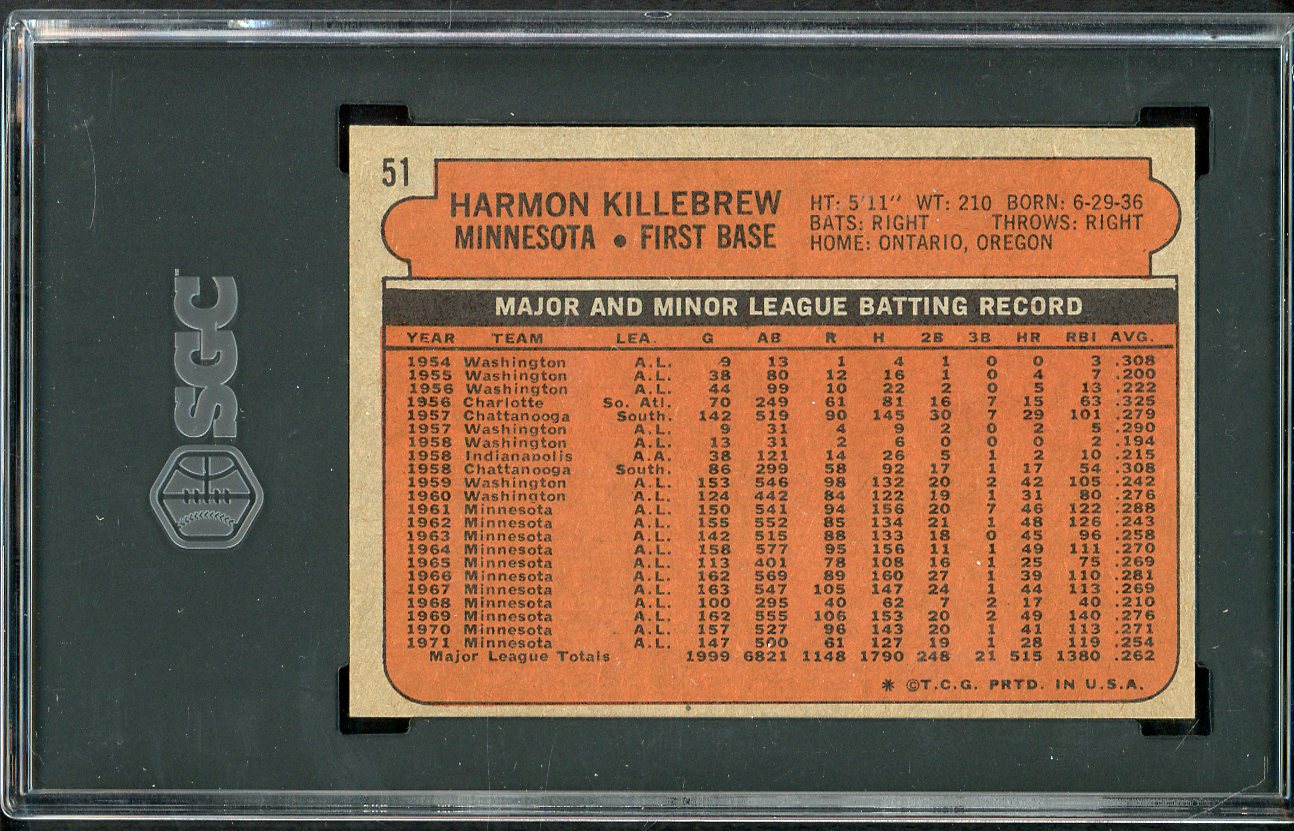 51
HARMON KILLEBREW
MINNESOTA • FIRST BASE
HT: 5'11" WT: 210 BORN: 6-29-36
BATS: RIGHT THROWS: RIGHT
HOME: ONTARIO, OREGON
MAJOR AND MINOR LEAGUE BATTING RECORD
YEAR TEAM LEA. G AB R H 2B 3B HR RBI AVG.
1954 Washington A.L. 9 13 1 4 1 0 0 3 .308
1955 Washington A.L. 38 80 12 16 1 0 4 7 .200
1956 Washington A.L. 44 99 10 22 2 0 5 13 .222
1956 Charlotte So. Atl. 70 249 61 81 16 7 15 63 .325
1957 Chattanooga South. 142 519 90 145 30 7 29 101 .279
1957 Washington A.L. 9 31 4 9 2 0 2 5 .290
1958 Washington A.L. 13 31 2 6 0 0 0 2 .194
1958 Indianapolis A.A. 38 121 14 26 5 1 2 10 .215
1958 Chattanooga South. 86 299 58 92 17 1 17 54 .308
1959 Washington A.L. 153 546 98 132 20 2 42 105 .242
1960 Washington A.L. 124 442 84 122 19 1 31 80 .276
1961 Minnesota A.L. 150 541 94 156 20 7 46 122 .288
1962 Minnesota A.L. 155 552 85 134 21 1 48 126 .243
1963 Minnesota A.L. 142 515 88 133 18 0 45 96 .258
1964 Minnesota A.L. 158 577 95 156 11 1 49 111 .270
1965 Minnesota A.L. 113 401 78 108 16 1 25 75 .269
1966 Minnesota A.L. 162 569 89 160 27 1 39 110 .281
1967 Minnesota A.L. 163 547 105 147 24 1 44 113 .269
1968 Minnesota A.L. 100 295 40 62 7 2 17 40 .210
1969 Minnesota A.L. 162 555 106 153 20 2 49 140 .276
1970 Minnesota A.L. 157 527 96 143 20 1 41 113 .271
1971 Minnesota A.L. 147 500 61 127 19 1 28 119 .254
Major League Totals 1999 6821 1148 1790 248 21 515 1380 .262
* ©T.C.G. PRTD. IN U.S.A.
SGC™